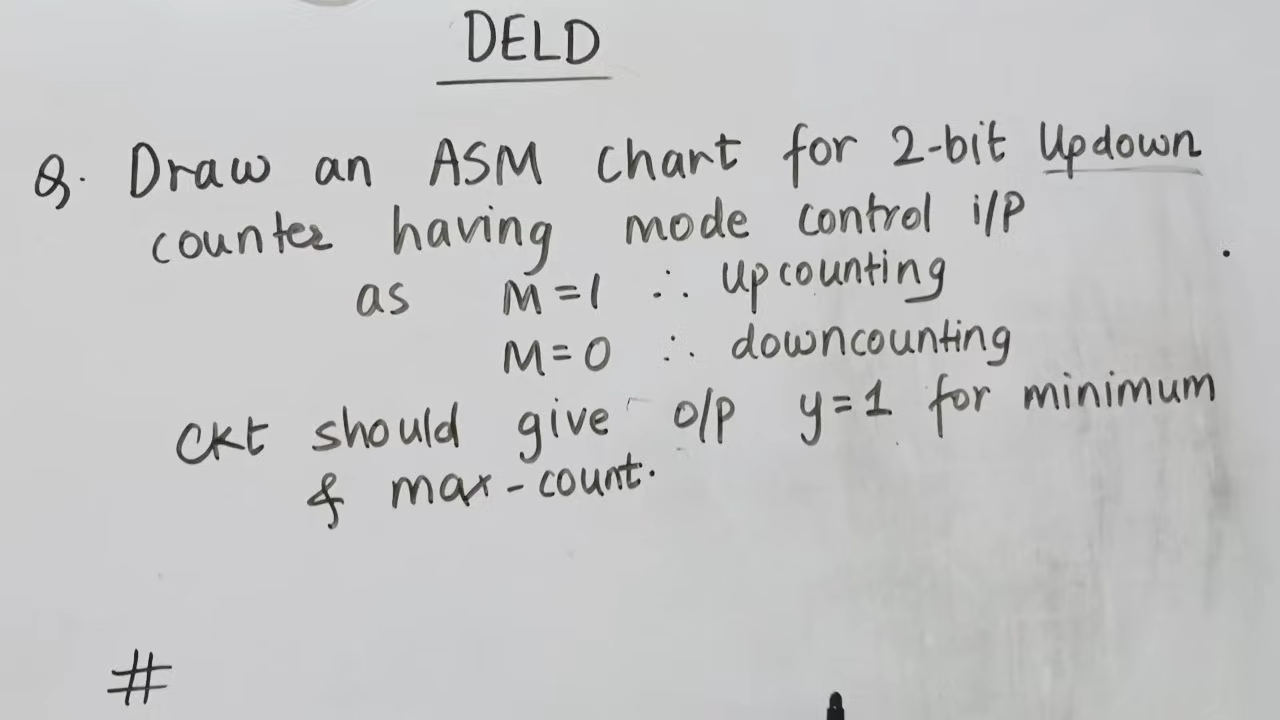 DELD
Q. Draw an ASM chart for 2-bit Updown
counter having mode control i/p
as M=1 ∴ upcounting
M=0 ∴ downcounting
ckt should give o/p y=1 for minimum
& max-count.
#